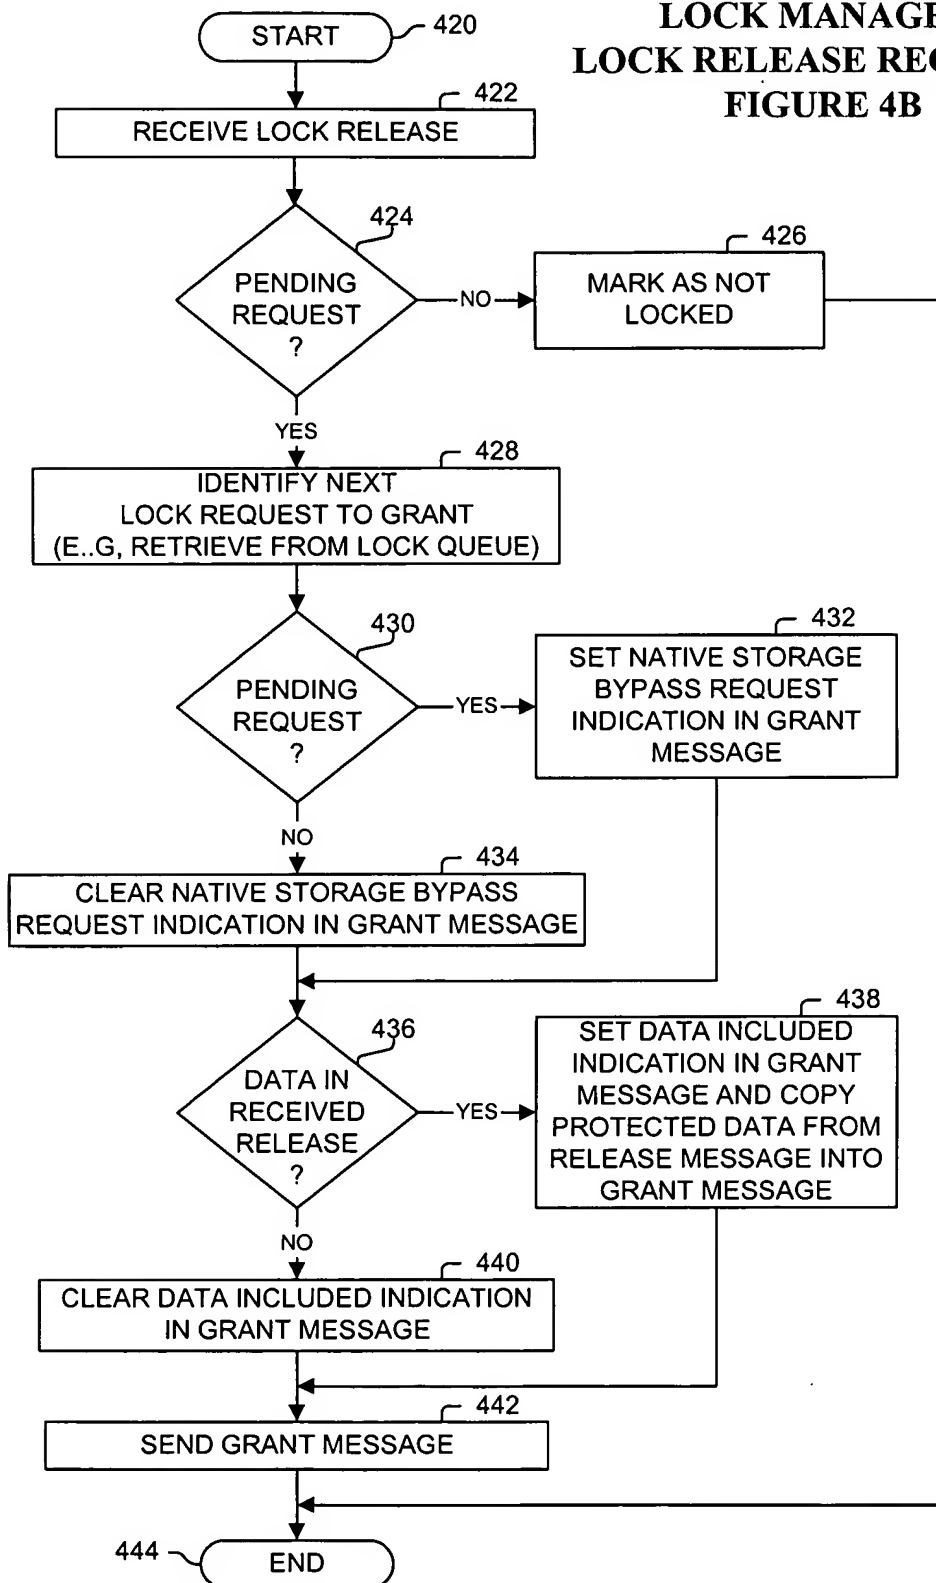 LOCK MANAGE
LOCK RELEASE
FIGURE 4B
START
420
422
RECEIVE LOCK RELEASE
424
PENDING
REQUEST
?
NO
426
MARK AS NOT
LOCKED
YES
428
IDENTIFY NEXT
LOCK REQUEST TO GRANT
(E..G, RETRIEVE FROM LOCK QUEUE)
430
PENDING
REQUEST
?
YES
432
SET NATIVE STORAGE
BYPASS REQUEST
INDICATION IN GRANT
MESSAGE
NO
434
CLEAR NATIVE STORAGE BYPASS
REQUEST INDICATION IN GRANT MESSAGE
436
DATA IN
RECEIVED
RELEASE
?
YES
438
SET DATA INCLUDED
INDICATION IN GRANT
MESSAGE AND COPY
PROTECTED DATA FROM
RELEASE MESSAGE INTO
GRANT MESSAGE
NO
440
CLEAR DATA INCLUDED INDICATION
IN GRANT MESSAGE
442
SEND GRANT MESSAGE
444
END